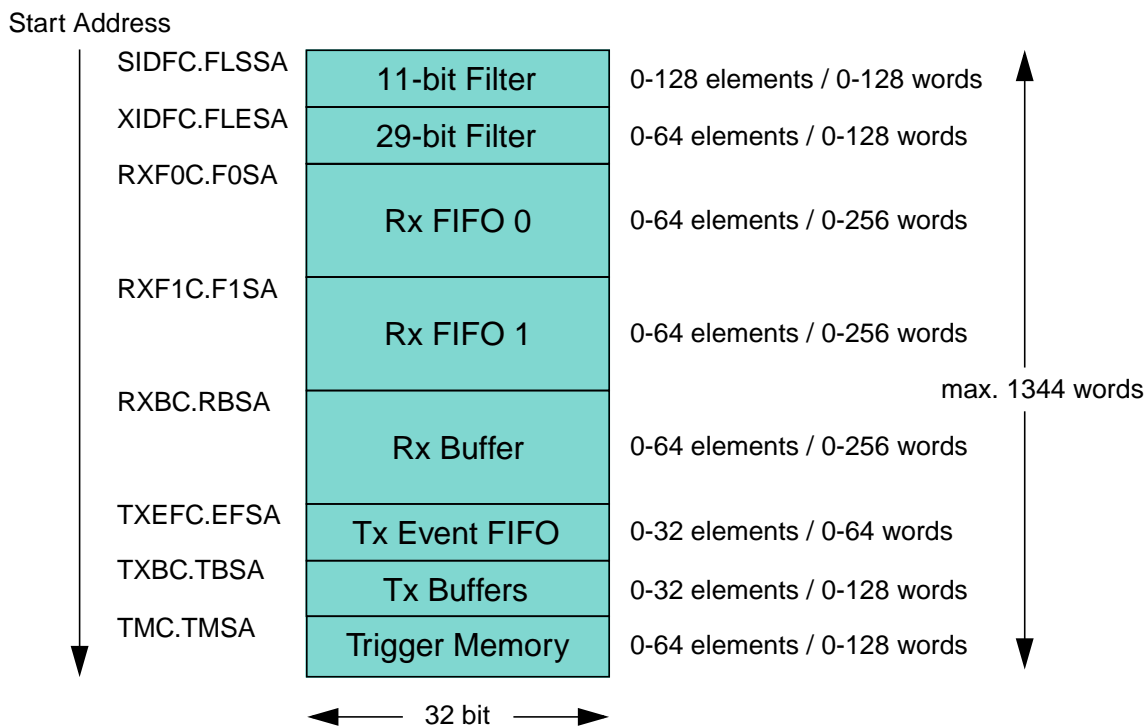 Start Address
SIDFC.FLSSA
11-bit Filter
0-128 elements / 0-128 words
XIDFC.FLESA
29-bit Filter
0-64 elements / 0-128 words
RXF0C.F0SA
Rx FIFO 0
0-64 elements / 0-256 words
RXF1C.F1SA
Rx FIFO 1
0-64 elements / 0-256 words
max. 1344 words
RXBC.RBSA
Rx Buffer
0-64 elements / 0-256 words
TXEFC.EFSA
Tx Event FIFO
0-32 elements / 0-64 words
TXBC.TBSA
Tx Buffers
0-32 elements / 0-128 words
TMC.TMSA
Trigger Memory
0-64 elements / 0-128 words
32 bit